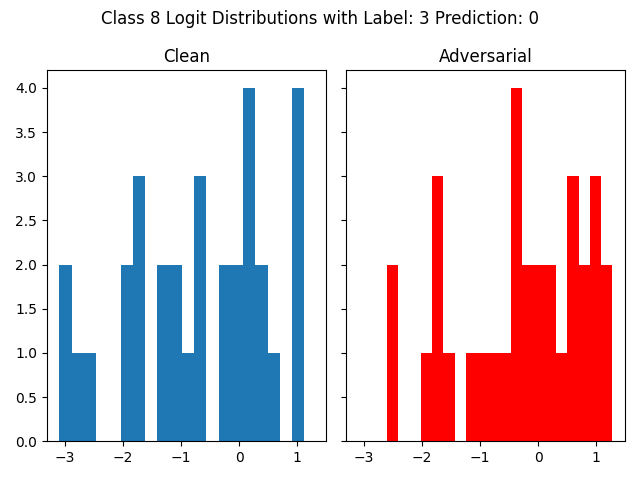 Class 8 Logit Distributions with Label: 3 Prediction: 0
Clean
Adversarial
4.0
3.5
3.0
2.5
2.0
1.5
1.0
0.5
0.0
−3 −2 −1 0 1
−3 −2 −1 0 1